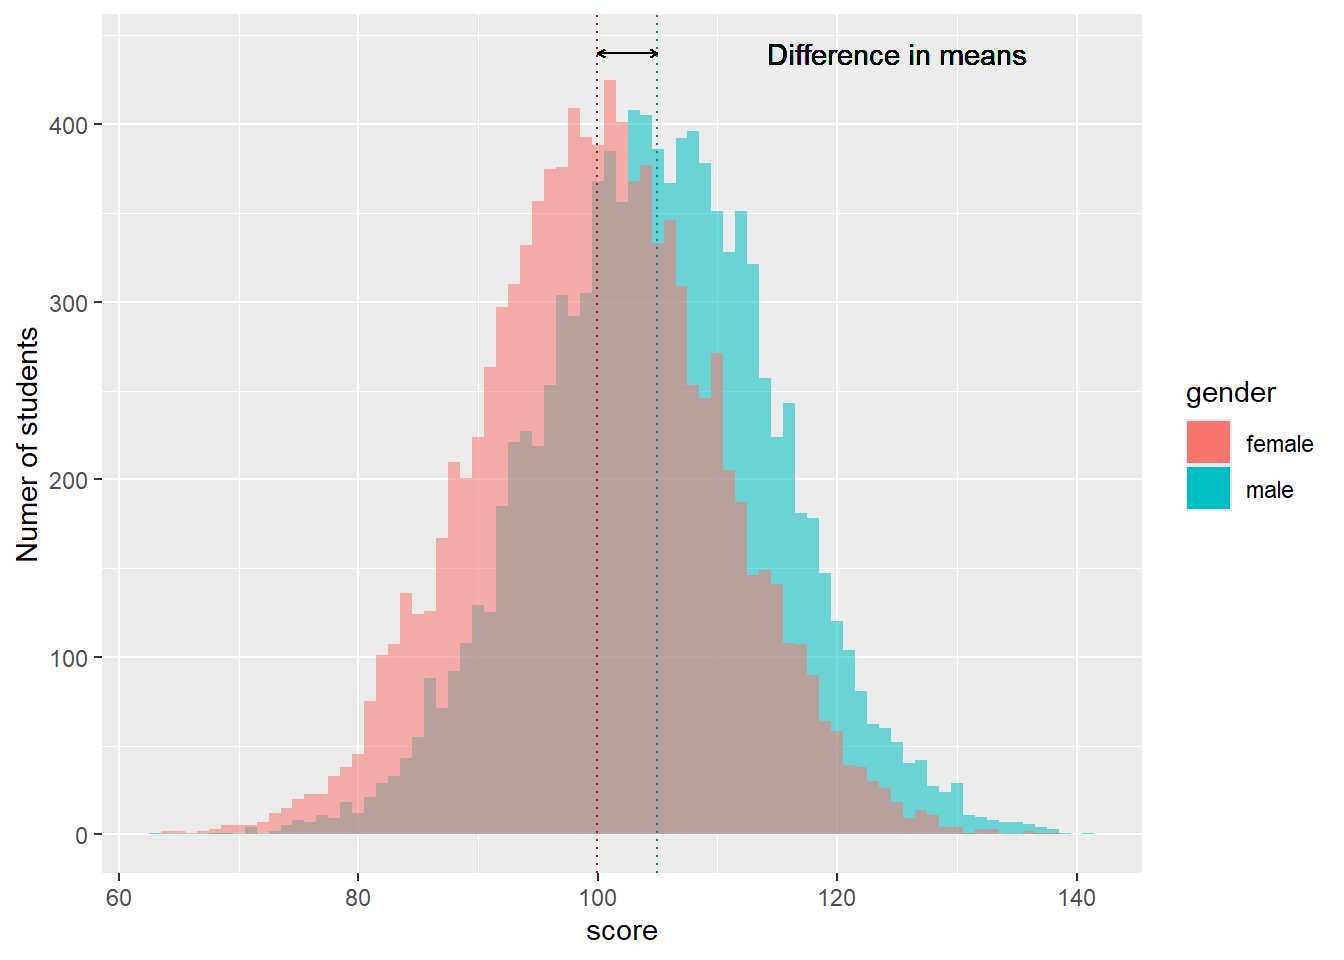 Difference in means
400
300
200
100
0
Numer of students
60 80 100 120 140
score
gender
female
male